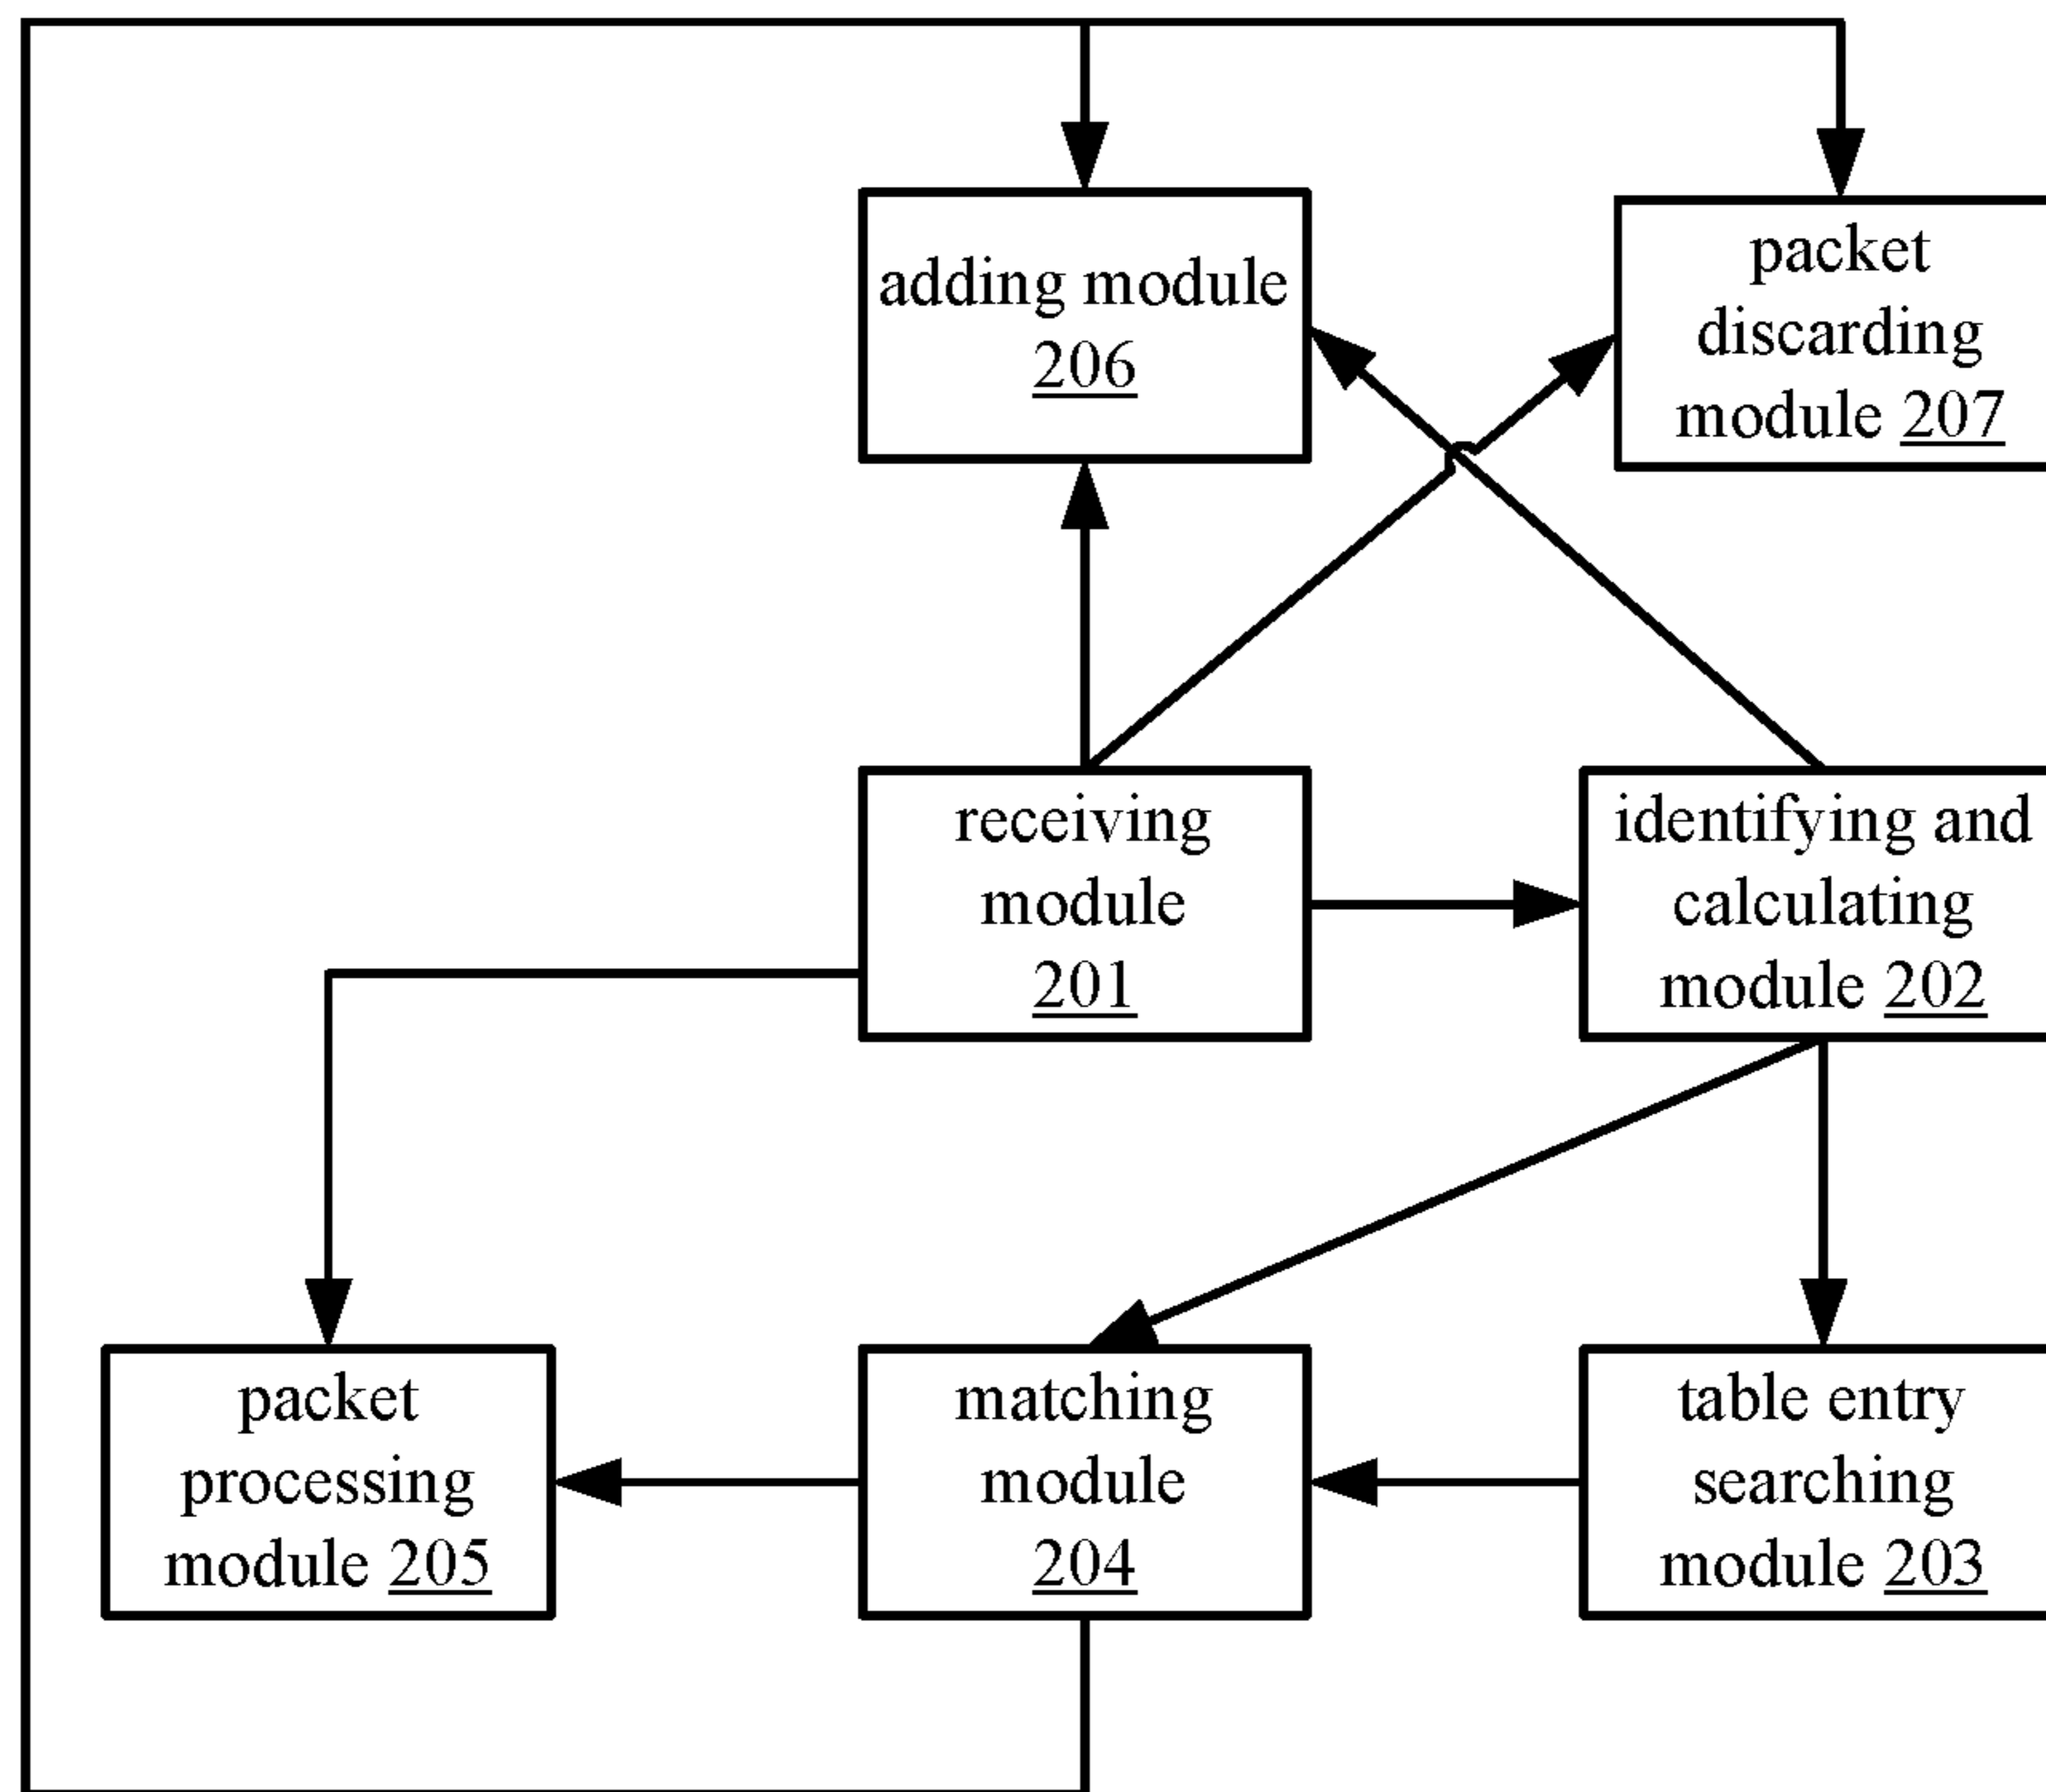 adding module
206
packet
discarding
module 207
receiving
module
201
identifying and
calculating
module 202
packet
processing
module 205
matching
module
204
table entry
searching
module 203